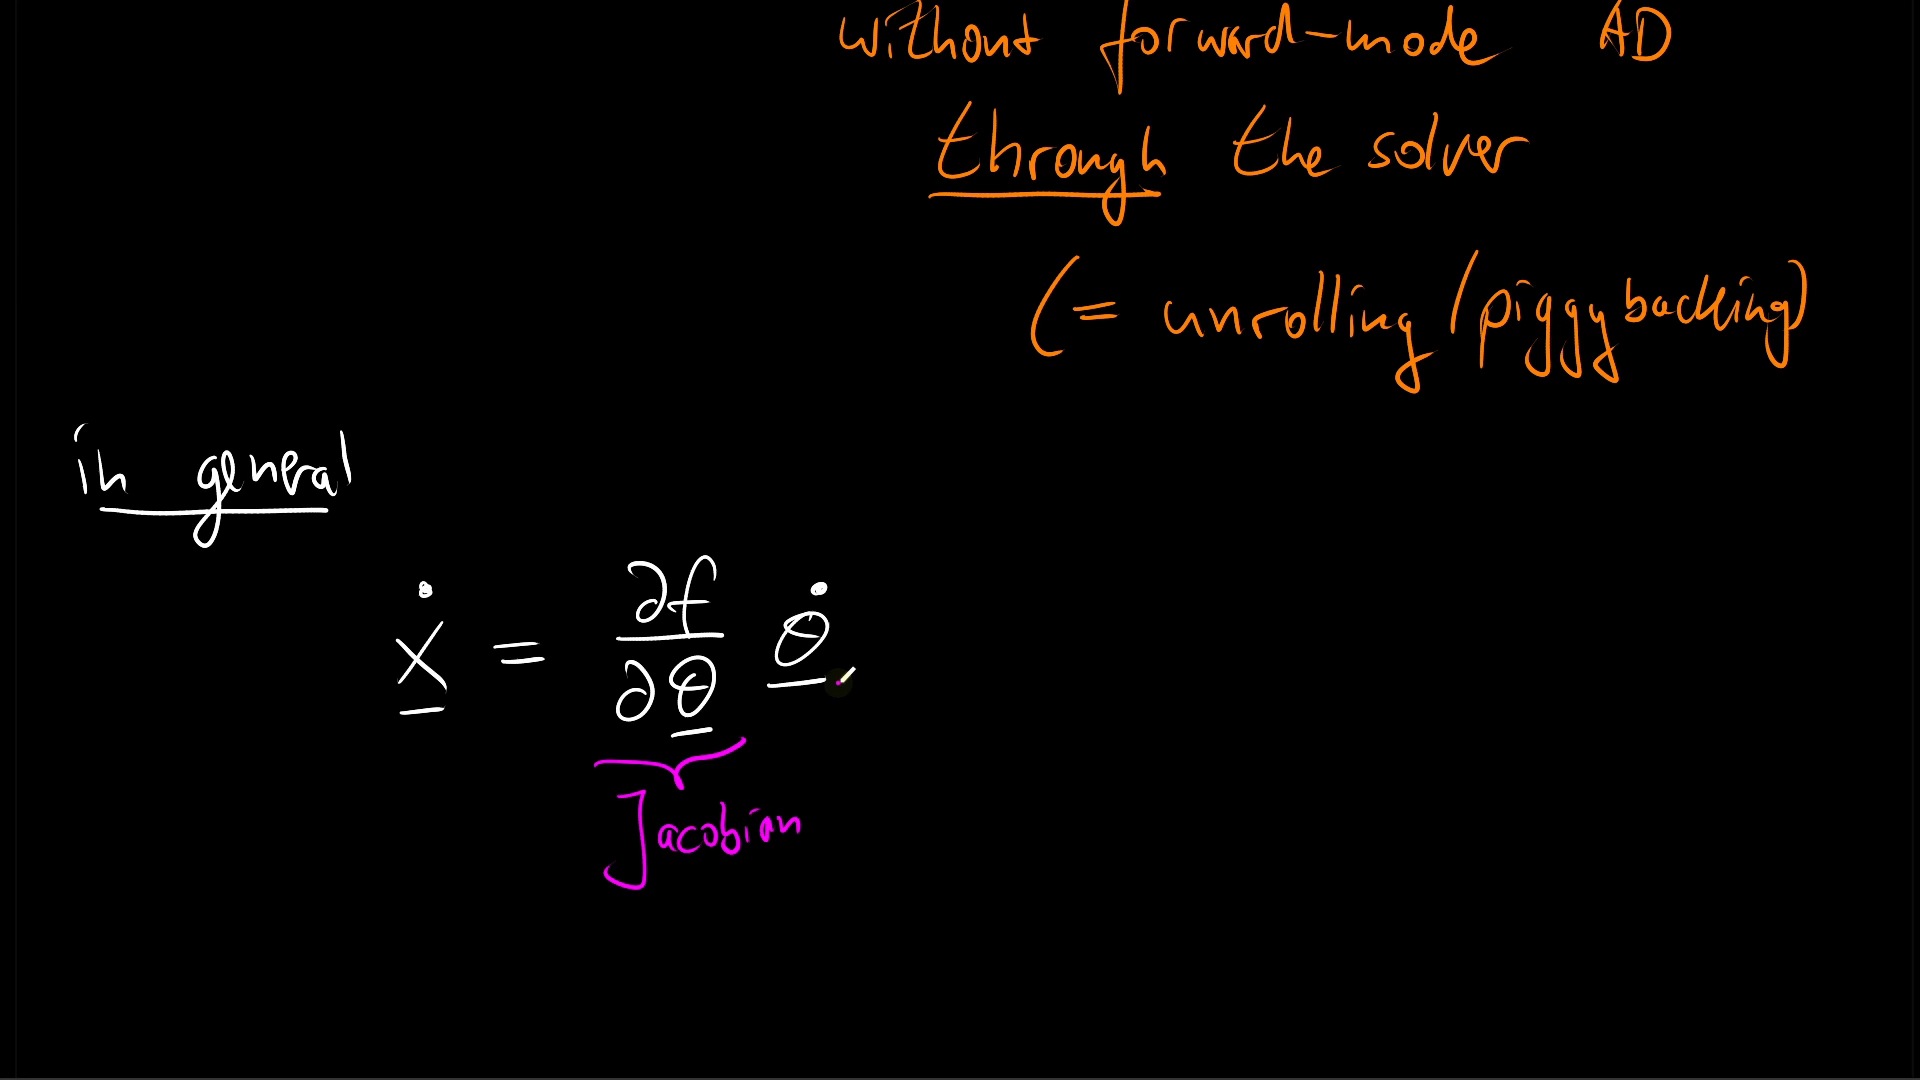 without forward-mode AD
through the solver
(= unrolling/piggybacking)
in general
ẋ = ∂f/∂θ θ̇
Jacobian